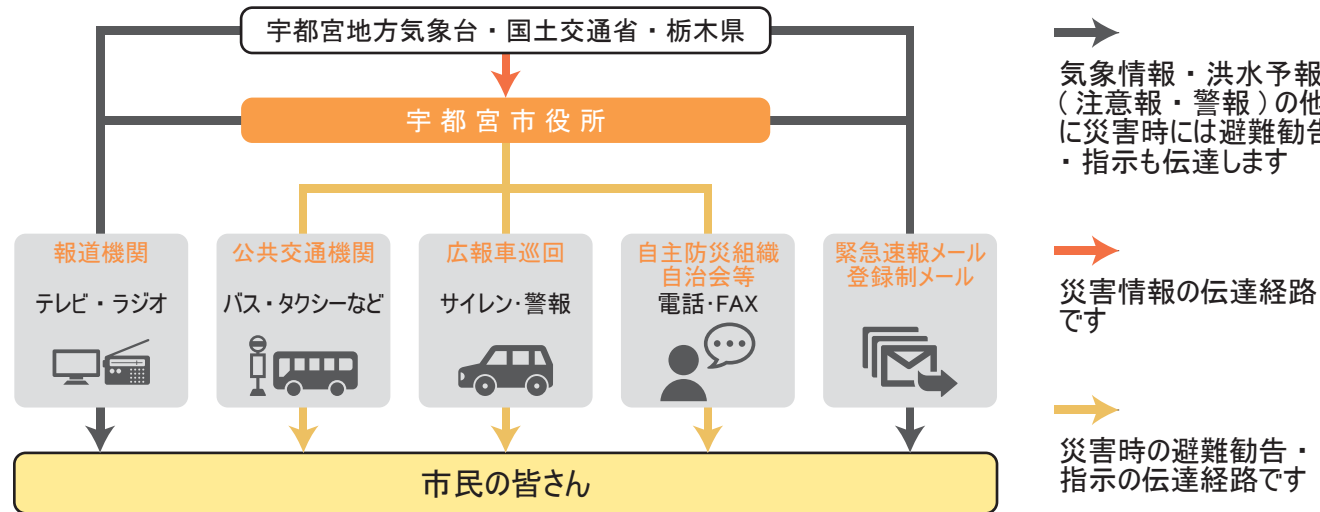 宇都宮地方気象台・国土交通省・栃木県
宇都宮市役所
報道機関
テレビ・ラジオ
公共交通機関
バス・タクシーなど
広報車巡回
サイレン・警報
自主防災組織
自治会等
電話・FAX
緊急速報メール
登録制メール
市民の皆さん
気象情報・洪水予報
(注意報・警報)の他
に災害時には避難勧告
・指示も伝達します
災害情報の伝達経路
です
災害時の避難勧告・
指示の伝達経路です